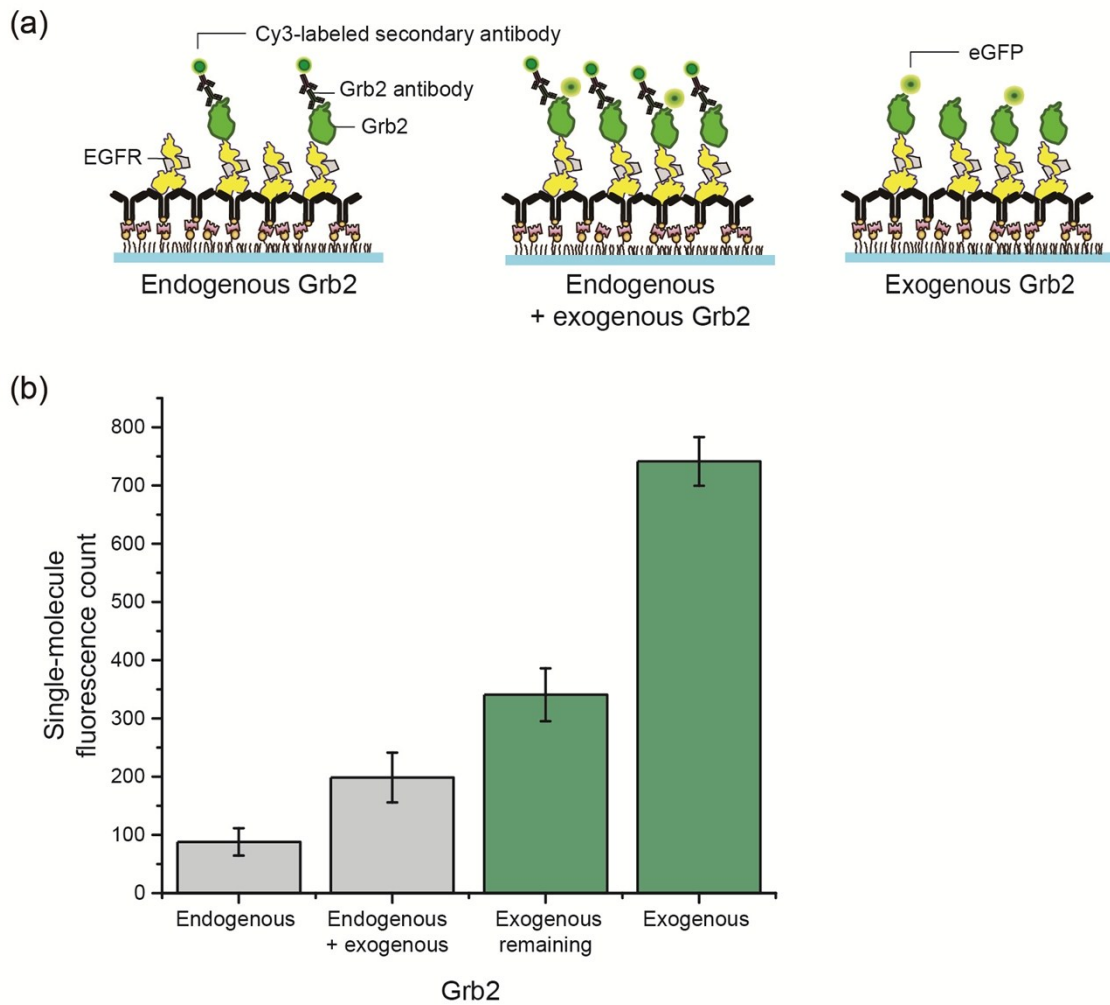 (a)
Cy3-labeled secondary antibody
Grb2 antibody
Grb2
EGFR
eGFP
Endogenous Grb2
Endogenous
+ exogenous Grb2
Exogenous Grb2
(b)
Single-molecule
fluorescence count
800
700
600
500
400
300
200
100
0
Endogenous
Endogenous
+ exogenous
Exogenous
remaining
Exogenous
Grb2